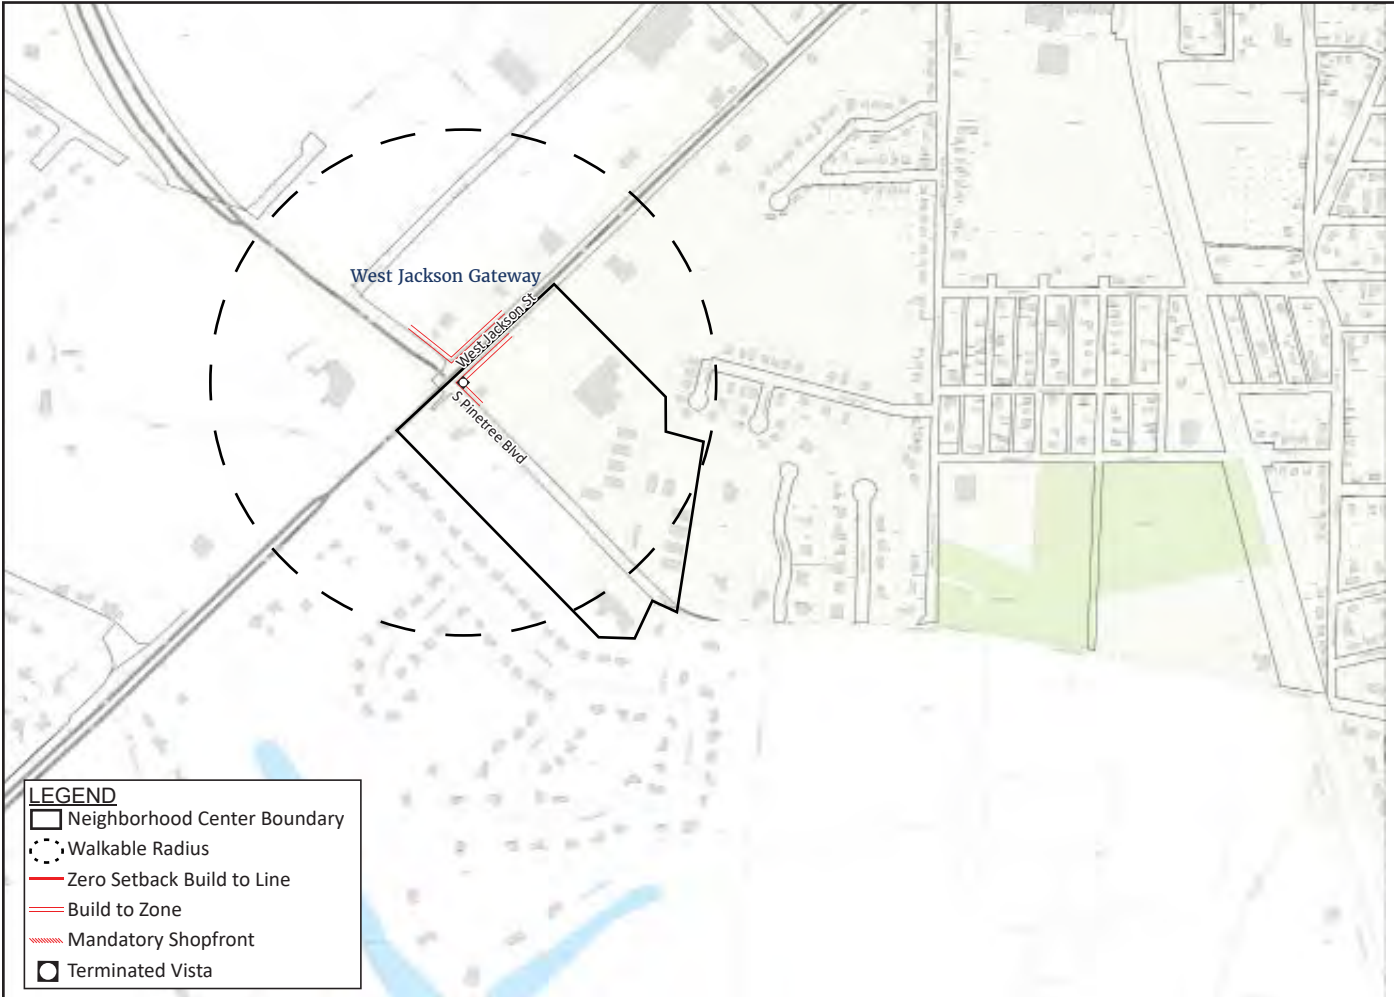 West Jackson Gateway
West Jackson St
S Pinetree Blvd
LEGEND
Neighborhood Center Boundary
Walkable Radius
Zero Setback Build to Line
Build to Zone
Mandatory Shopfront
Terminated Vista